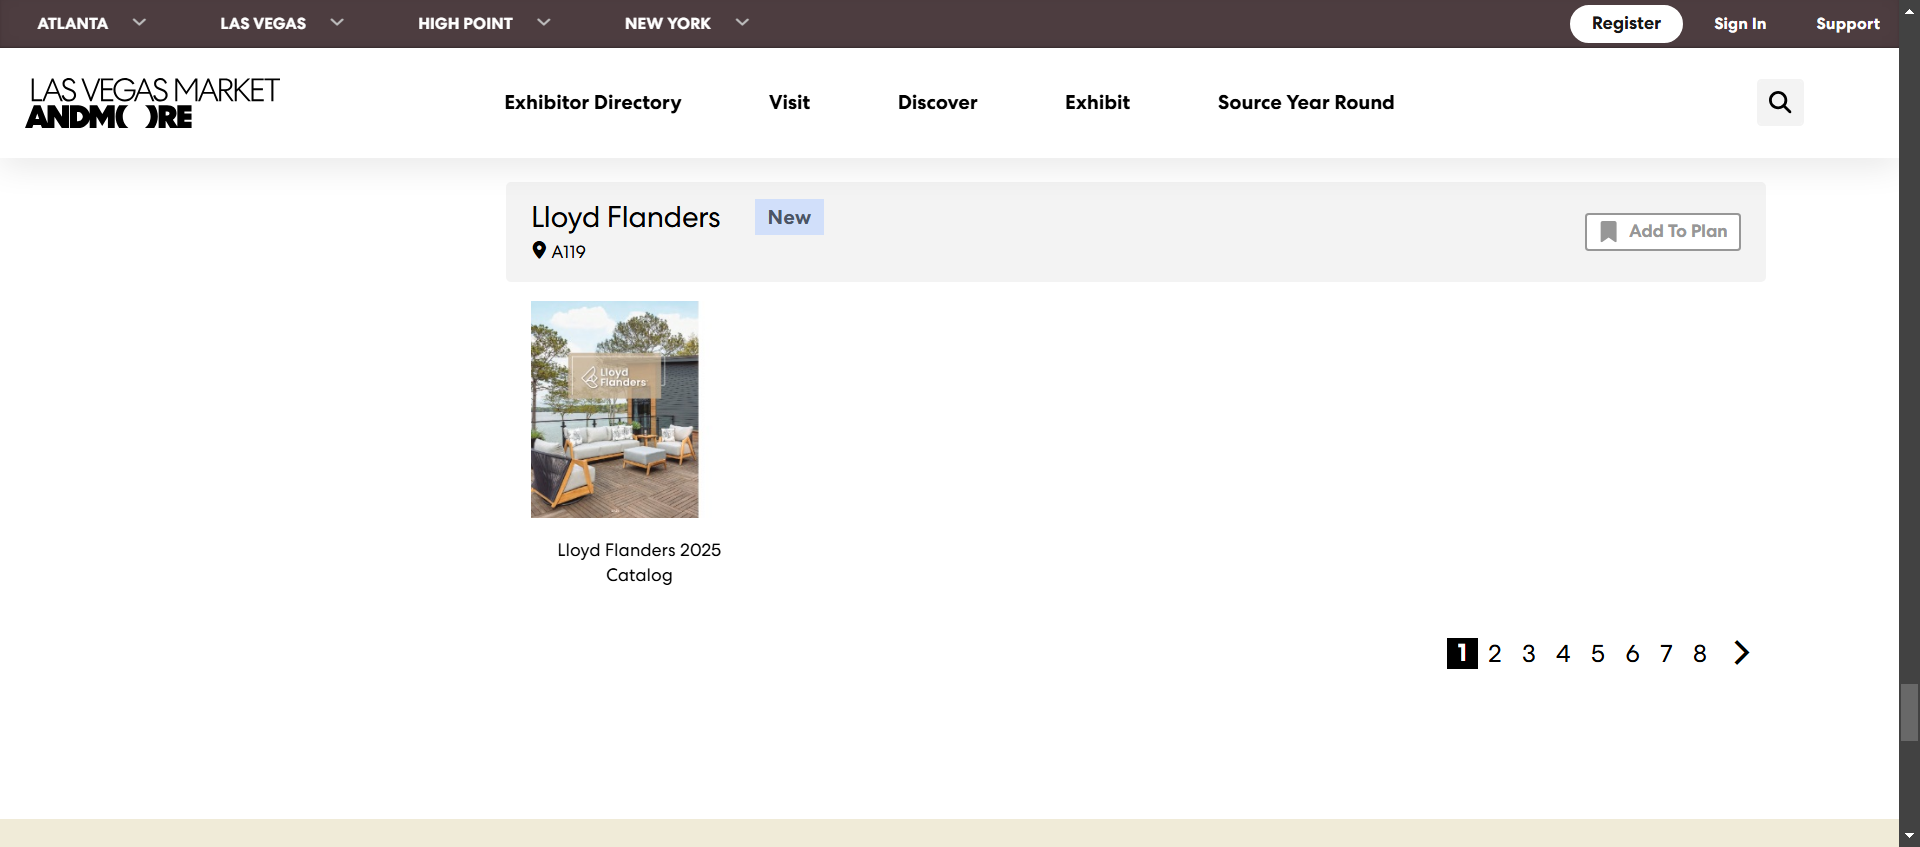 ATLANTA
LAS VEGAS
HIGH POINT
NEW YORK
Register
Sign In
Support
LAS VEGAS MARKET
ANDMORE
Exhibitor Directory
Visit
Discover
Exhibit
Source Year Round
Lloyd Flanders
New
A119
Add To Plan
Lloyd
Flanders
Lloyd Flanders 2025
Catalog
1 2 3 4 5 6 7 8